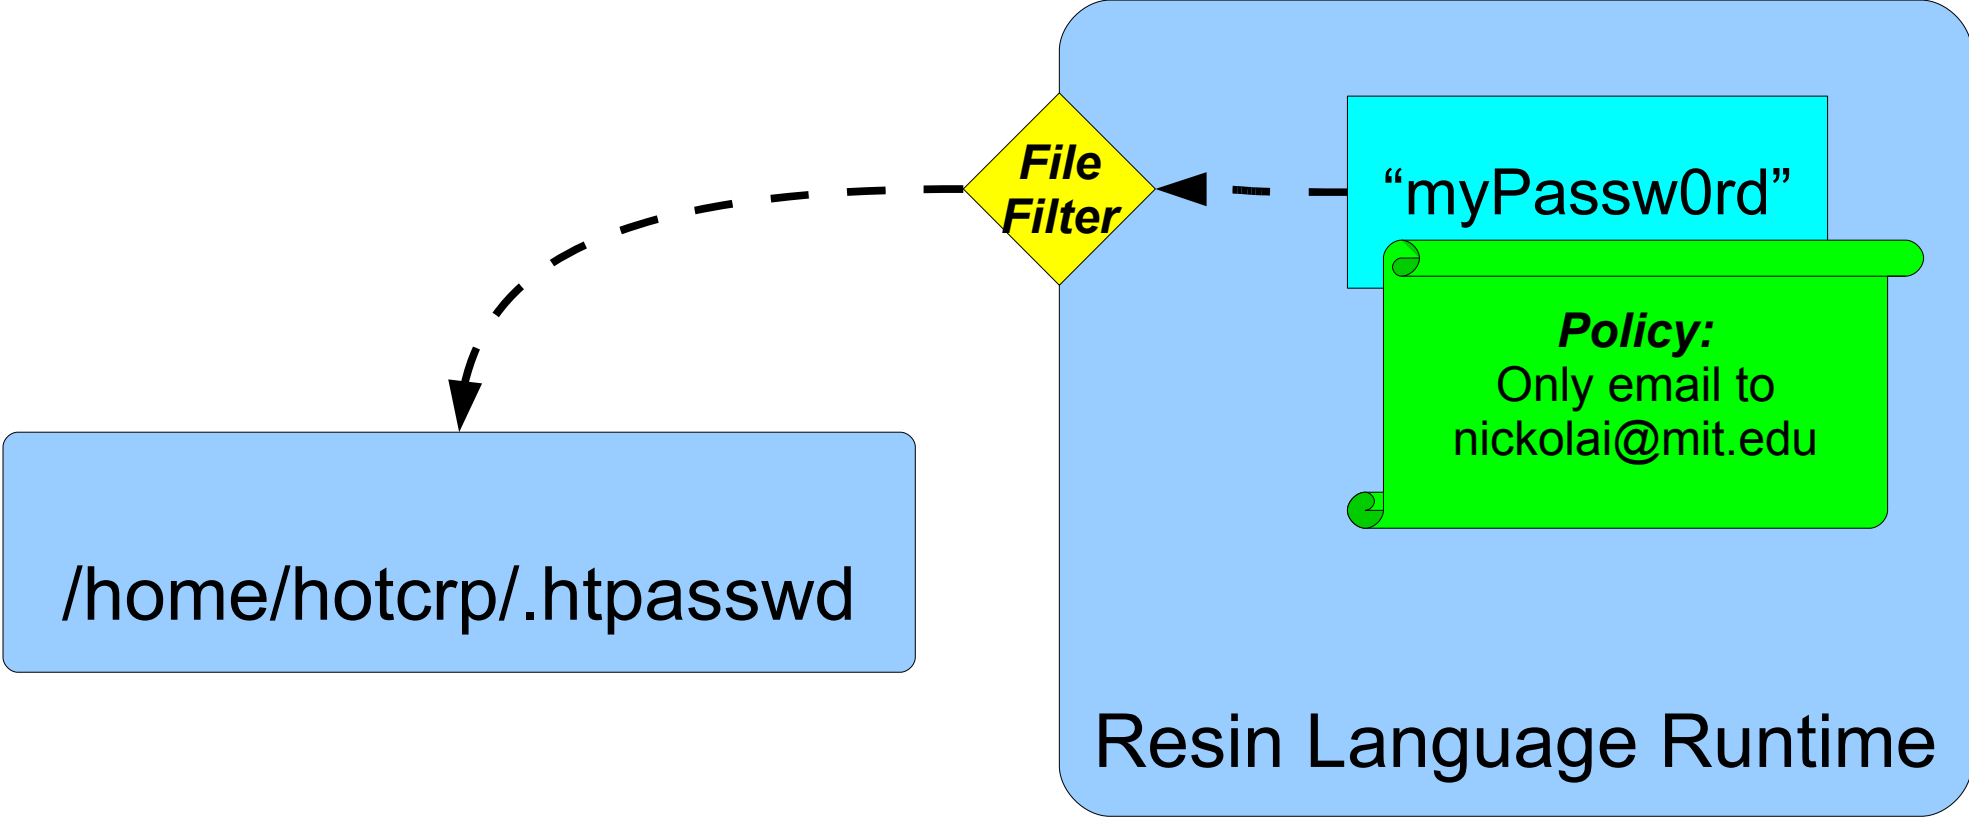 File
Filter
“myPassw0rd”
Policy:
Only email to
nickolai@mit.edu
/home/hotcrp/.htpasswd
Resin Language Runtime